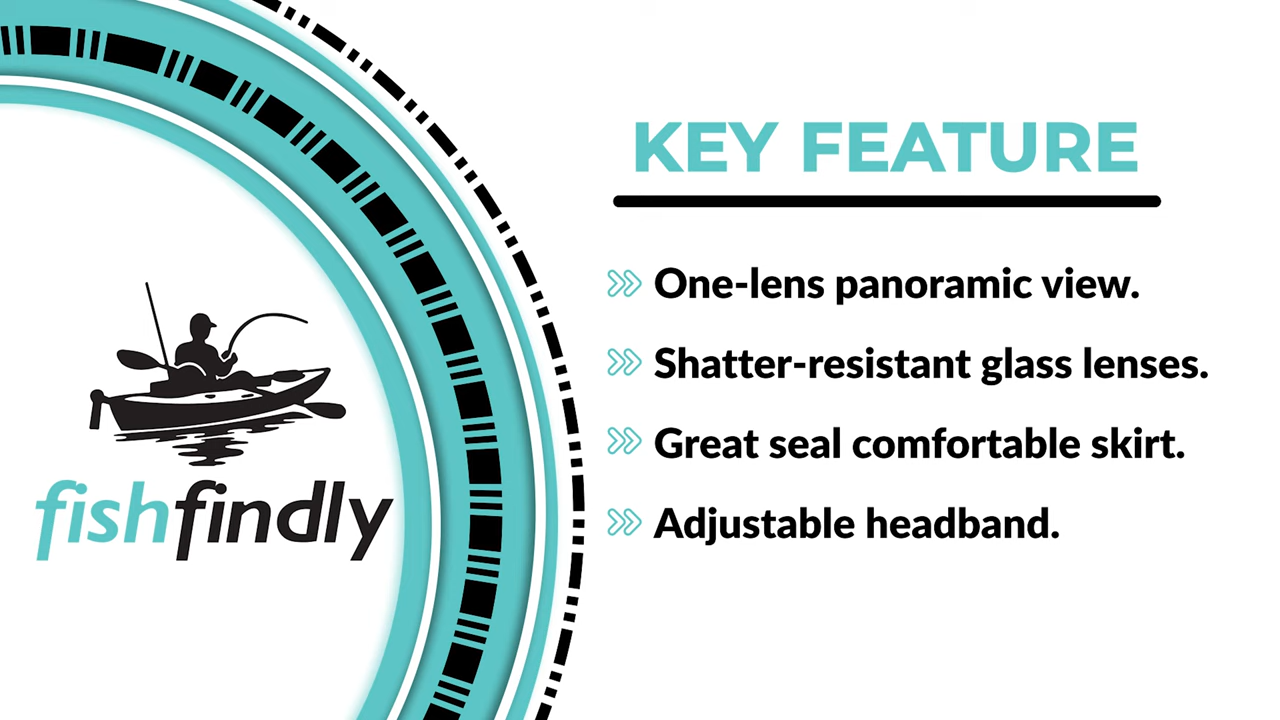 KEY FEATURE
One-lens panoramic view.
Shatter-resistant glass lenses.
Great seal comfortable skirt.
Adjustable headband.
fishfindly